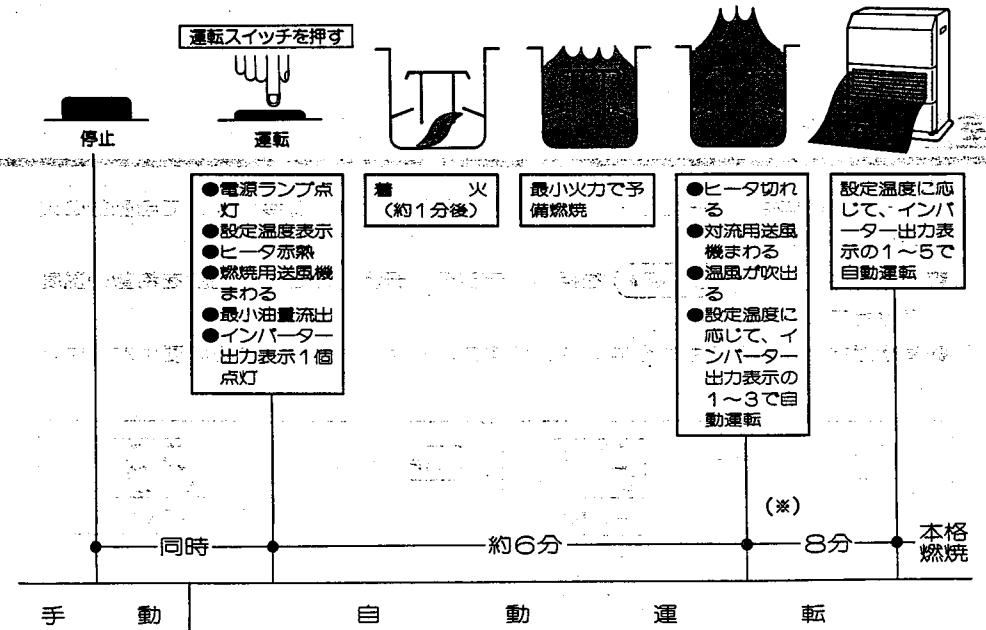 運転スイッチを押す
停止
運転
●電源ランプ点
灯
●設定温度表示
●ヒータ赤熱
●燃焼用送風機
まわる
●最小油量流出
●インバーター
出力表示1個
点灯
着 火
(約1分後)
最小火力で予
備燃焼
●ヒータ切れ
る
●対流用送風
機まわる
●温風が吹出
る
●設定温度に
応じて、イ
ンバーター
出力表示の
1~3で自
動運転
設定温度に応
じて、インバ
ーター出力表
示の1~5で
自動運転
(※)
同時
約6分
8分
本格
燃焼
手 動
自 動 運 転